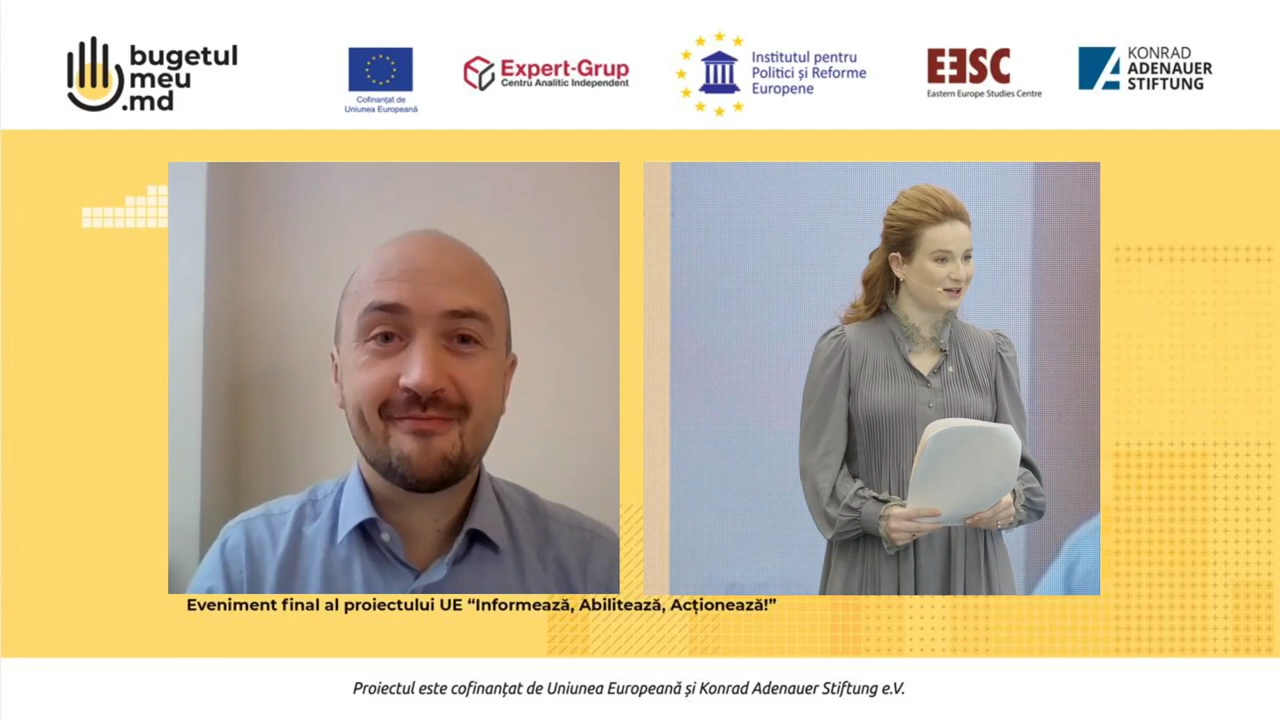 bugetul
meu
.md
Cofinanțat de
Uniunea Europeană
Expert-Grup
Centru Analitic Independent
Institutul pentru
Politici și Reforme
Europene
EESC
Eastern Europe Studies Centre
KONRAD
ADENAUER
STIFTUNG
Eveniment final al proiectului UE “Informează, Abilitează, Acționează!”
Proiectul este cofinanțat de Uniunea Europeană și Konrad Adenauer Stiftung e.V.